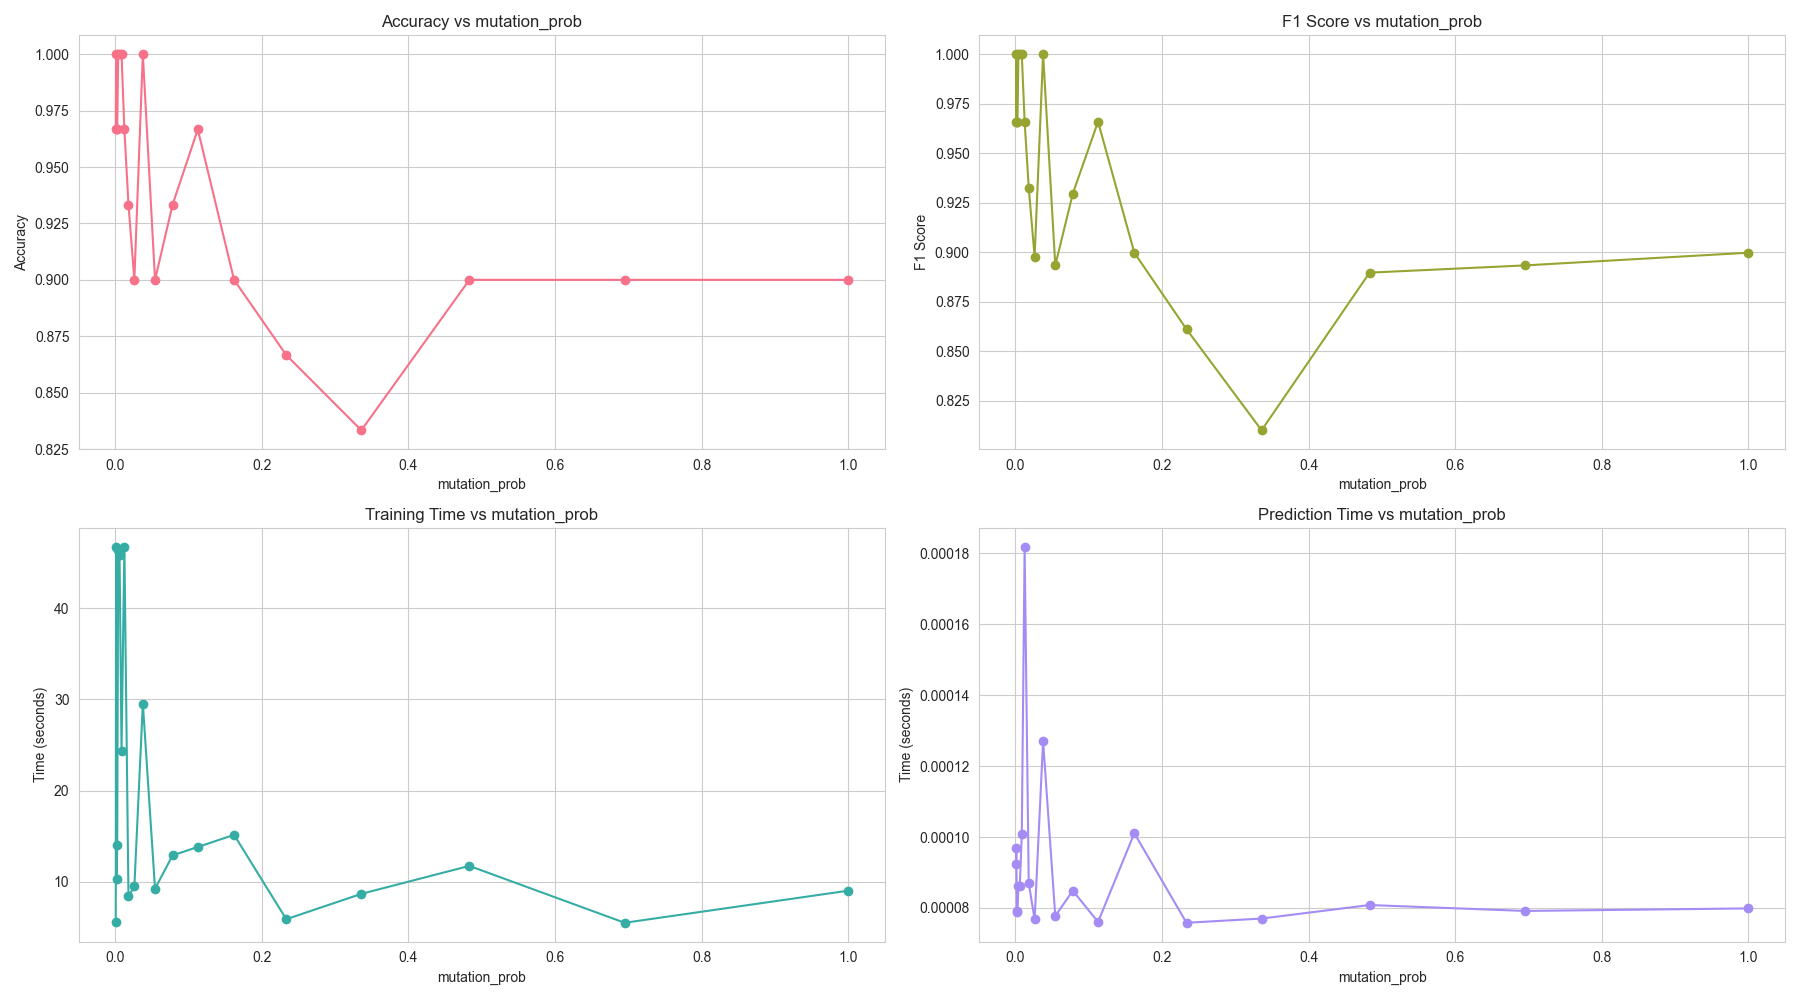 Accuracy vs mutation_prob
1.000
0.975
0.950
0.925
0.900
0.875
0.850
0.825
Accuracy
0.0 0.2 0.4 0.6 0.8 1.0
mutation_prob
F1 Score vs mutation_prob
1.000
0.975
0.950
0.925
0.900
0.875
0.850
0.825
F1 Score
0.0 0.2 0.4 0.6 0.8 1.0
mutation_prob
Training Time vs mutation_prob
40
30
20
10
Time (seconds)
0.0 0.2 0.4 0.6 0.8 1.0
mutation_prob
Prediction Time vs mutation_prob
0.00018
0.00016
0.00014
0.00012
0.00010
0.00008
Time (seconds)
0.0 0.2 0.4 0.6 0.8 1.0
mutation_prob